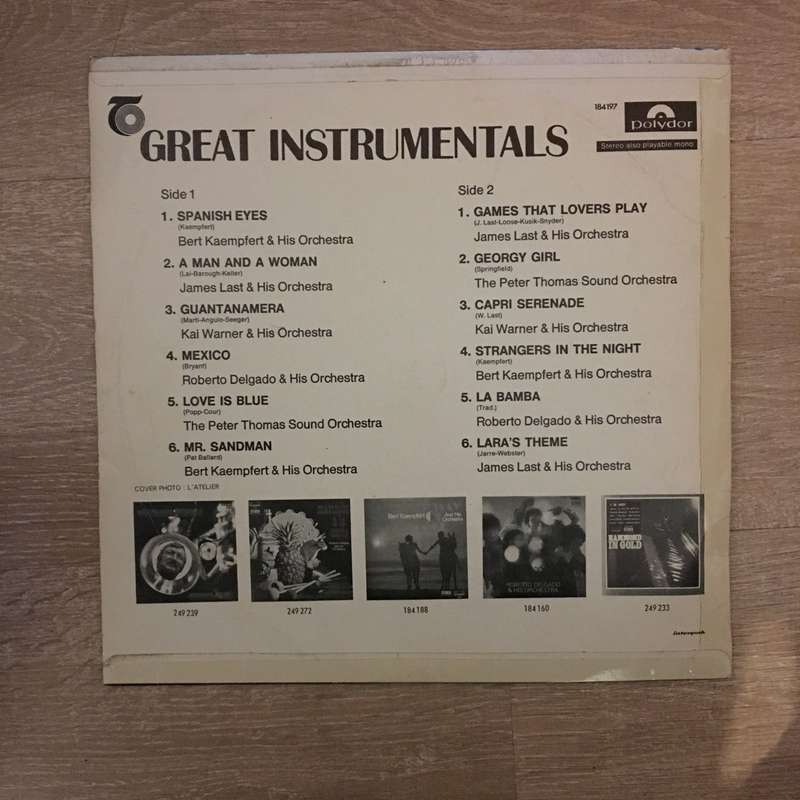 184197
polydor
Stereo also playable mono
GREAT INSTRUMENTALS
Side 1
1. SPANISH EYES
(Kaempfert)
Bert Kaempfert & His Orchestra
2. A MAN AND A WOMAN
(Lai-Barough-Keller)
James Last & His Orchestra
3. GUANTANAMERA
(Marti-Angulo-Seeger)
Kai Warner & His Orchestra
4. MEXICO
(Bryant)
Roberto Delgado & His Orchestra
5. LOVE IS BLUE
(Popp-Cour)
The Peter Thomas Sound Orchestra
6. MR. SANDMAN
(Pat Ballard)
Bert Kaempfert & His Orchestra
Side 2
1. GAMES THAT LOVERS PLAY
(J. Last-Loose-Kusik-Snyder)
James Last & His Orchestra
2. GEORGY GIRL
(Springfield)
The Peter Thomas Sound Orchestra
3. CAPRI SERENADE
(W. Last)
Kai Warner & His Orchestra
4. STRANGERS IN THE NIGHT
(Kaempfert)
Bert Kaempfert & His Orchestra
5. LA BAMBA
(Trad.)
Roberto Delgado & His Orchestra
6. LARA'S THEME
(Jarre-Webster)
James Last & His Orchestra
COVER PHOTO : L'ATELIER
Bert Kaempfert
And His
Orchestra
ROBERTO DELGADO
& HIS ORCHESTRA
HAMMOND
IN GOLD
249 239
249 272
184 188
184 160
249 233